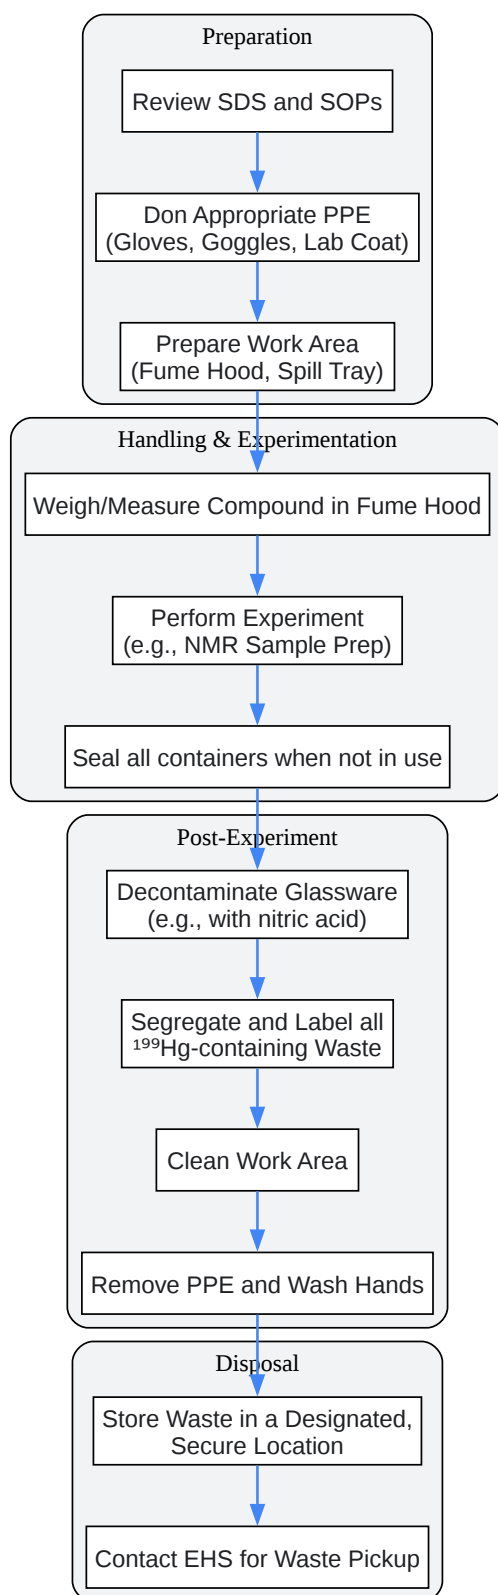 Preparation
Review SDS and SOPs
Don Appropriate PPE
(Gloves, Goggles, Lab Coat)
Prepare Work Area
(Fume Hood, Spill Tray)
Handling & Experimentation
Weigh/Measure Compound in Fume Hood
Perform Experiment
(e.g., NMR Sample Prep)
Seal all containers when not in use
Post-Experiment
Decontaminate Glassware
(e.g., with nitric acid)
Segregate and Label all
¹⁹⁹Hg-containing Waste
Clean Work Area
Remove PPE and Wash Hands
Disposal
Store Waste in a Designated,
Secure Location
Contact EHS for Waste Pickup